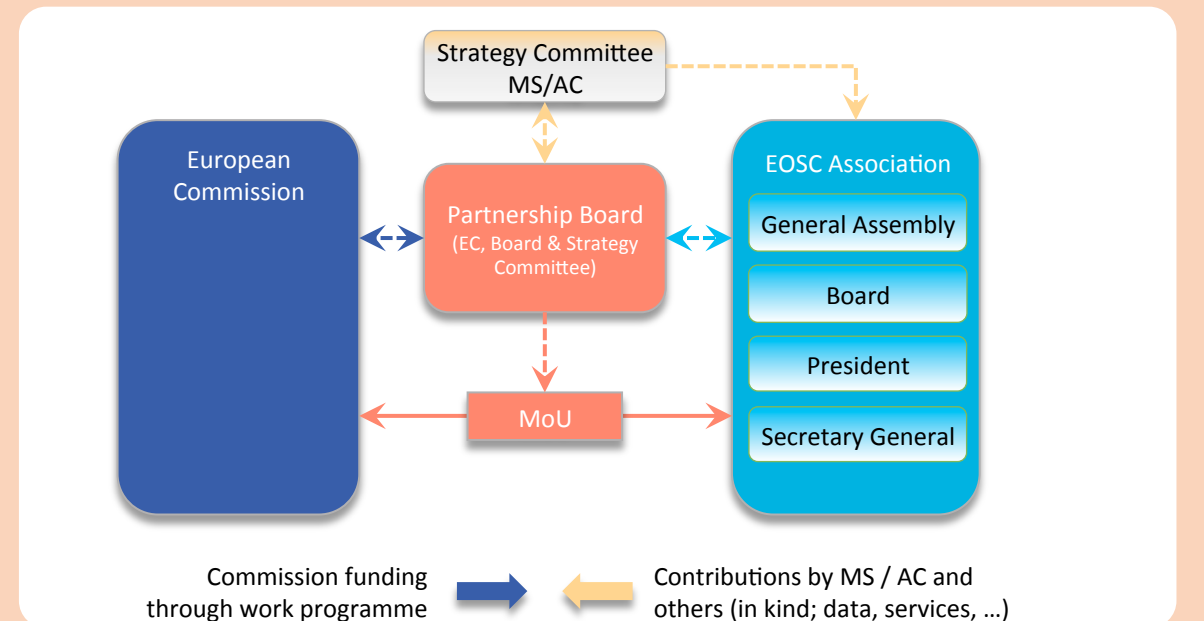 Strategy Committee
MS/AC
European
Commission
Partnership Board
(EC, Board & Strategy
Committee)
MoU
EOSC Association
General Assembly
Board
President
Secretary General
Commission funding
through work programme
Contributions by MS / AC and
others (in kind; data, services, ...)